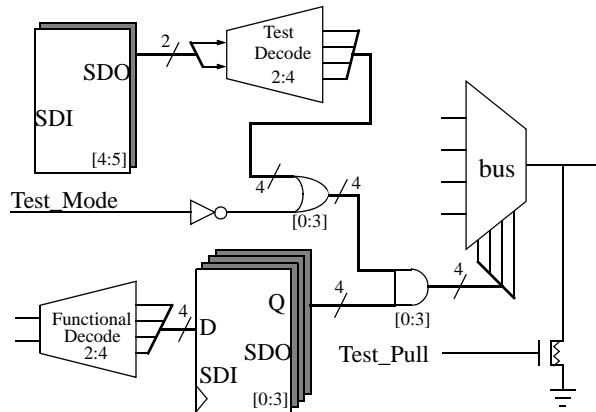 2
Test
Decode
2:4
SDO
SDI
[4:5]
bus
4
4
Test_Mode
[0:3]
4
4
4
[0:3]
Functional
Decode
2:4
D
Q
SDO
SDI
[0:3]
4
Test_Pull